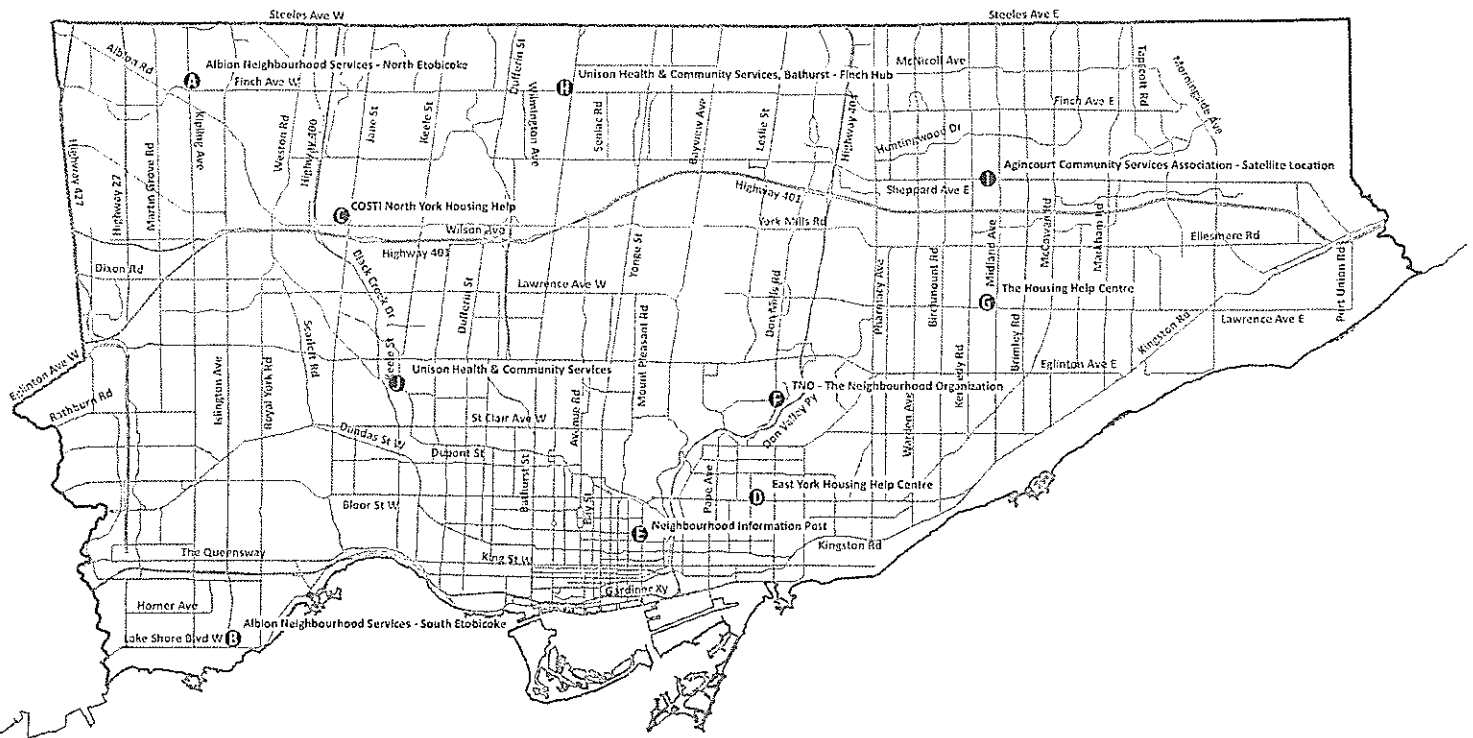 Steeles Ave W
Steeles Ave E
Albion Rd
A
Albion Neighbourhood Services - North Etobicoke
Finch Ave W
Dufferin St
H
Unison Health & Community Services, Bathurst - Finch Hub
McNicoll Ave
Tapscott Rd
Morningside Ave
Finch Ave E
Kipling Ave
Weston Rd
Jane St
Keele St
Wilmington Ave
Senlac Rd
Bayview Ave
Leslie St
Highway 404
Huntingwood Dr
Highway 427
Highway 27
Martin Grove Rd
Agincourt Community Services Association - Satellite Location
I
Sheppard Ave E
Highway 401
C
COSTI North York Housing Help
Wilson Ave
Highway 401
York Mills Rd
Ellesmere Rd
Midland Ave
McCowan Rd
Markham Rd
Dixon Rd
Black Creek Dr
Dufferin St
Lawrence Ave W
Yonge St
Don Mills Rd
Pharmacy Ave
Birchmount Rd
The Housing Help Centre
G
Lawrence Ave E
Port Union Rd
Kingston Rd
Scarlett Rd
Keele St
Mount Pleasant Rd
Brimley Rd
Eglinton Ave E
Eglinton Ave W
Rathburn Rd
Islington Ave
Royal York Rd
J
Unison Health & Community Services
F
TNO - The Neighbourhood Organization
Kennedy Rd
Warden Ave
St Clair Ave W
Avenue Rd
Don Valley Py
Dundas St W
Dupont St
Bathurst St
Bay St
Pape Ave
East York Housing Help Centre
D
Bloor St W
E
Neighbourhood Information Post
Kingston Rd
The Queensway
King St W
Gardiner Xy
Horner Ave
Lake Shore Blvd W
B
Albion Neighbourhood Services - South Etobicoke